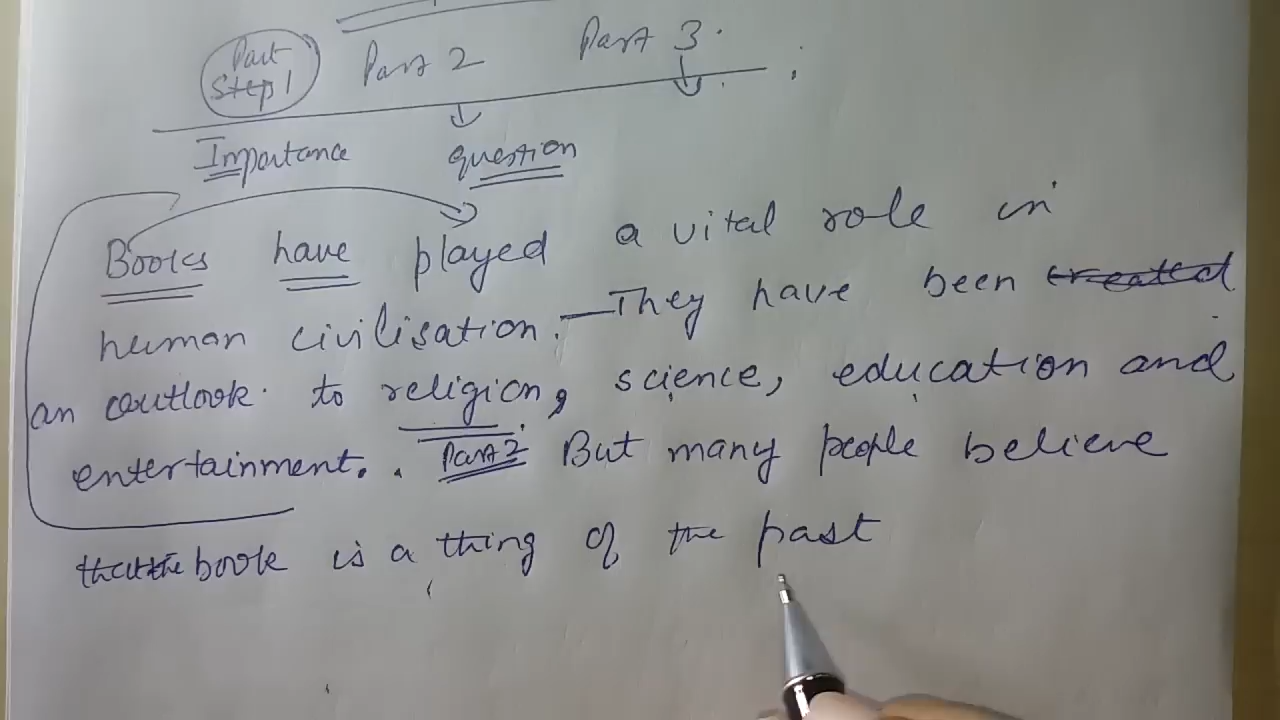 Part Part 2 Part 3.
Step 1
Importance question
Books have played a vital role in
human civilisation. They have been treated
an outlook to religion, science, education and
entertainment. Part 2 But many people believe
that the book is a thing of the past